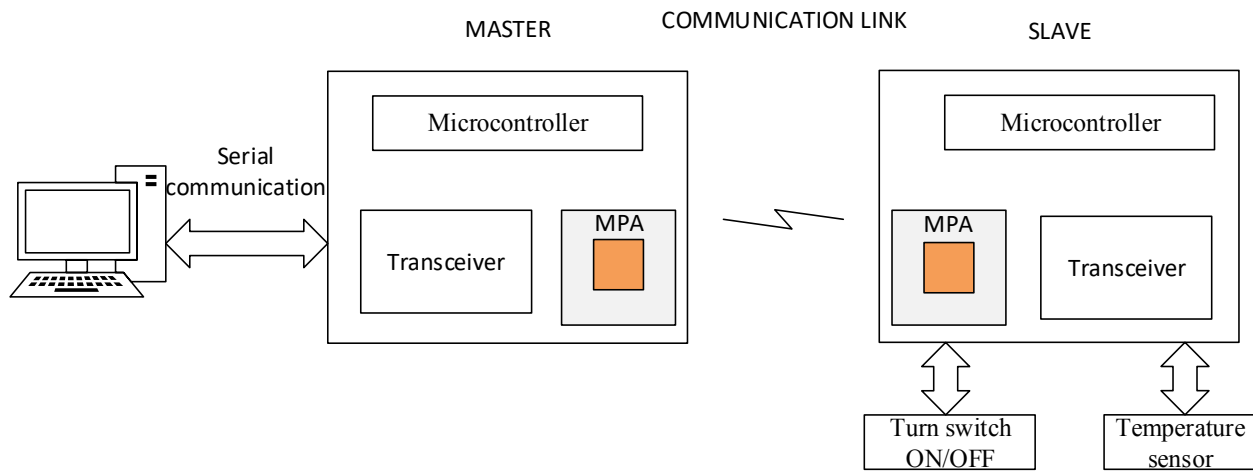 MASTER
COMMUNICATION LINK
SLAVE
Microcontroller
Microcontroller
Serial
communication
MPA
MPA
Transceiver
Transceiver
Turn switch
ON/OFF
Temperature
sensor